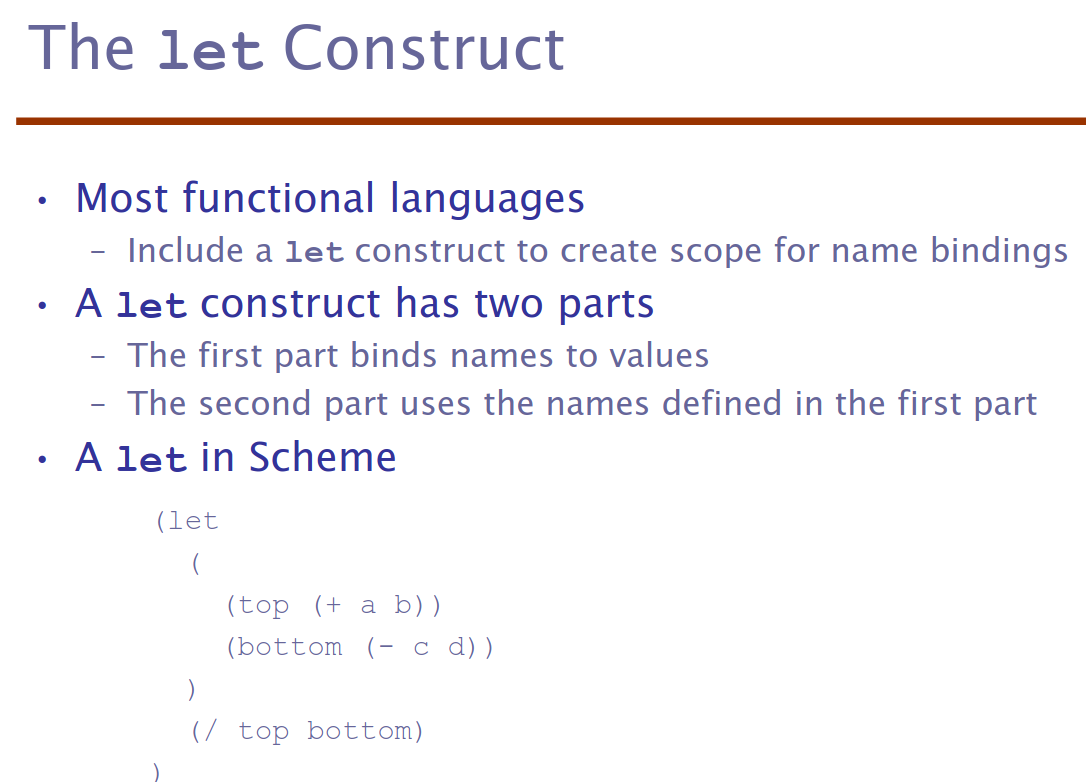 The let Construct
• Most functional languages
– Include a let construct to create scope for name bindings
• A let construct has two parts
– The first part binds names to values
– The second part uses the names defined in the first part
• A let in Scheme
(let
(
(top (+ a b))
(bottom (- c d))
)
(/ top bottom)
)